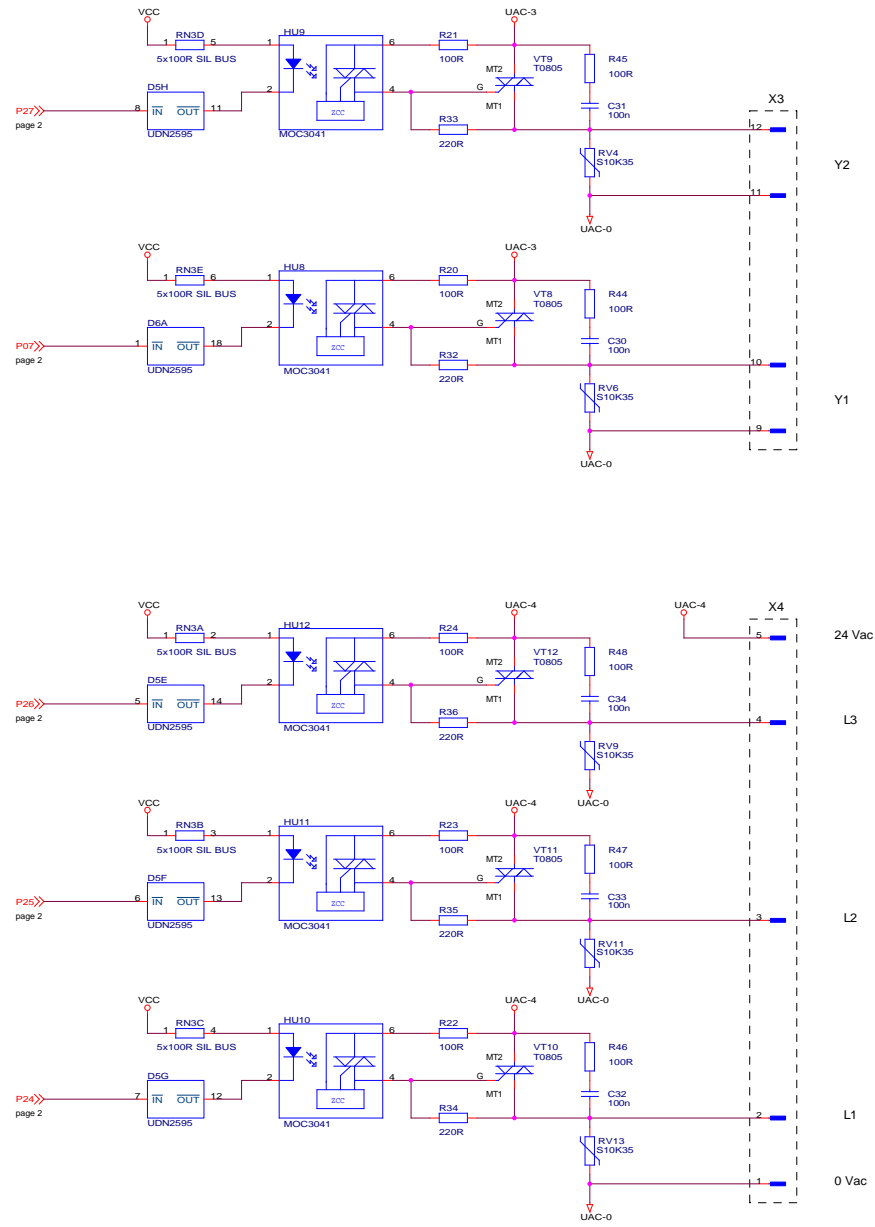 VCC
UAC-3
RN3D
HU9
R21
1 5 1 6
5x100R SIL BUS
100R
VT9
T0805
R45
100R
MT2
D5H
2 4 G
P27
page 2
8 IN OUT 11
MT1
C31
100n
X3
UDN2595
ZCC
MOC3041
R33
220R
12
RV4
S10K35
Y2
11
UAC-0
VCC
UAC-3
RN3E
HU8
R20
1 6 1 6
5x100R SIL BUS
100R
VT8
T0805
R44
100R
MT2
D6A
2 4 G
P07
page 2
1 IN OUT 18
MT1
C30
100n
UDN2595
ZCC
MOC3041
R32
220R
10
RV6
S10K35
Y1
9
UAC-0
VCC
UAC-4
UAC-4
X4
RN3A
HU12
R24
1 2 1 6
5
24 Vac
5x100R SIL BUS
100R
VT12
T0805
R48
100R
MT2
D5E
2 4 G
P26
page 2
5 IN OUT 14
MT1
C34
100n
UDN2595
ZCC
MOC3041
R36
220R
4
L3
RV9
S10K35
UAC-0
VCC
UAC-4
RN3B
HU11
R23
1 3 1 6
5x100R SIL BUS
100R
VT11
T0805
R47
100R
MT2
D5F
2 4 G
P25
page 2
6 IN OUT 13
MT1
C33
100n
UDN2595
ZCC
MOC3041
R35
220R
3
L2
RV11
S10K35
UAC-0
VCC
UAC-4
RN3C
HU10
R22
1 4 1 6
5x100R SIL BUS
100R
VT10
T0805
R46
100R
MT2
D5G
2 4 G
P24
page 2
7 IN OUT 12
MT1
C32
100n
UDN2595
ZCC
MOC3041
R34
220R
2
L1
RV13
S10K35
1
0 Vac
UAC-0